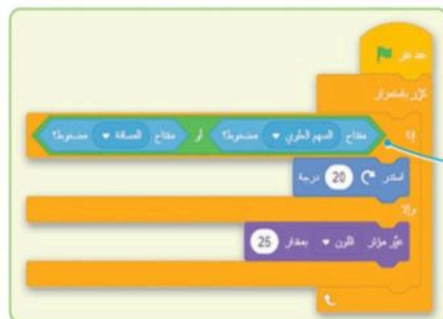 عند نقر
كرّر باستمرار
إذا مفتاح السهم العلوي مضغوط؟ أو مفتاح المسافة مضغوط؟
استدر 20 درجة
وإلا
غيّر مؤثر اللون بمقدار 25